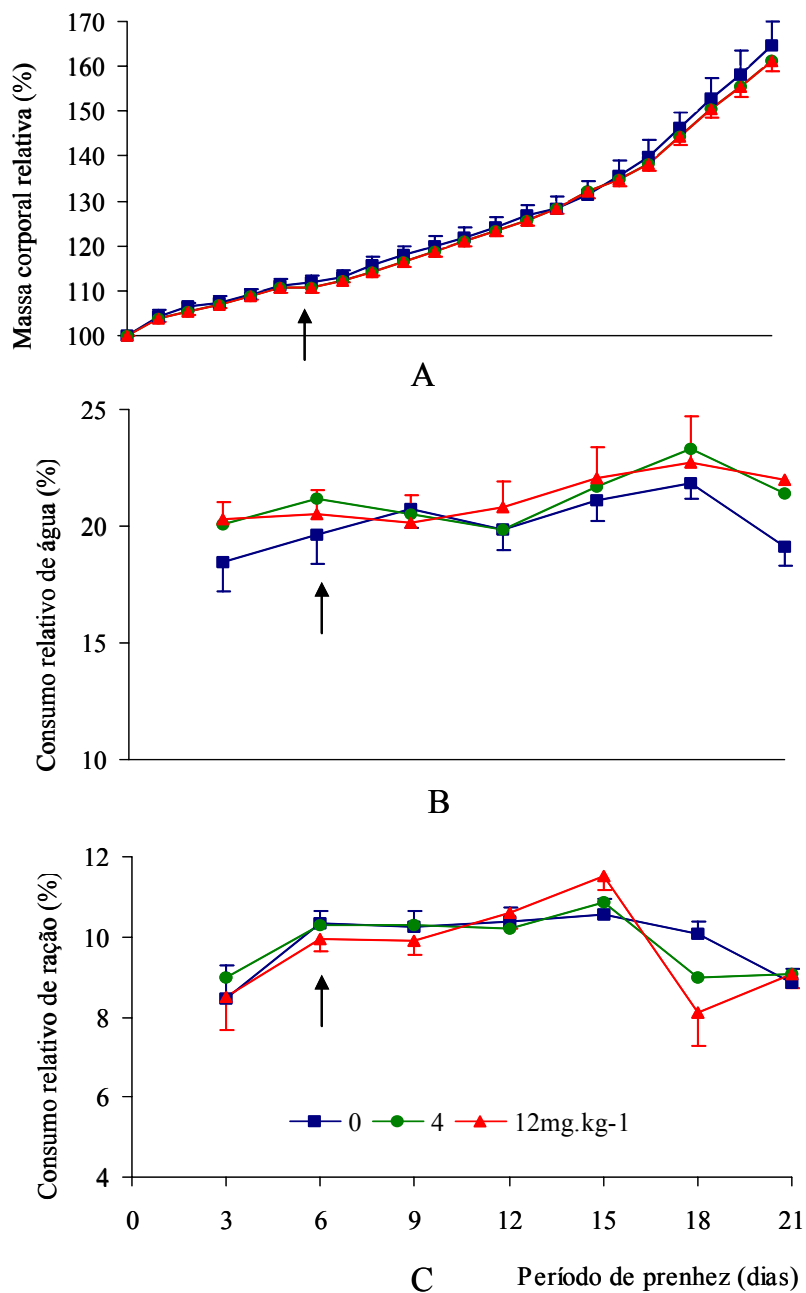 Massa corporal relativa (%)
170
160
150
140
130
120
110
100
A
Consumo relativo de água (%)
25
20
15
10
B
Consumo relativo de ração (%)
12
10
8
6
4
0 4 12mg.kg-1
0 3 6 9 12 15 18 21
C Período de prenhez (dias)